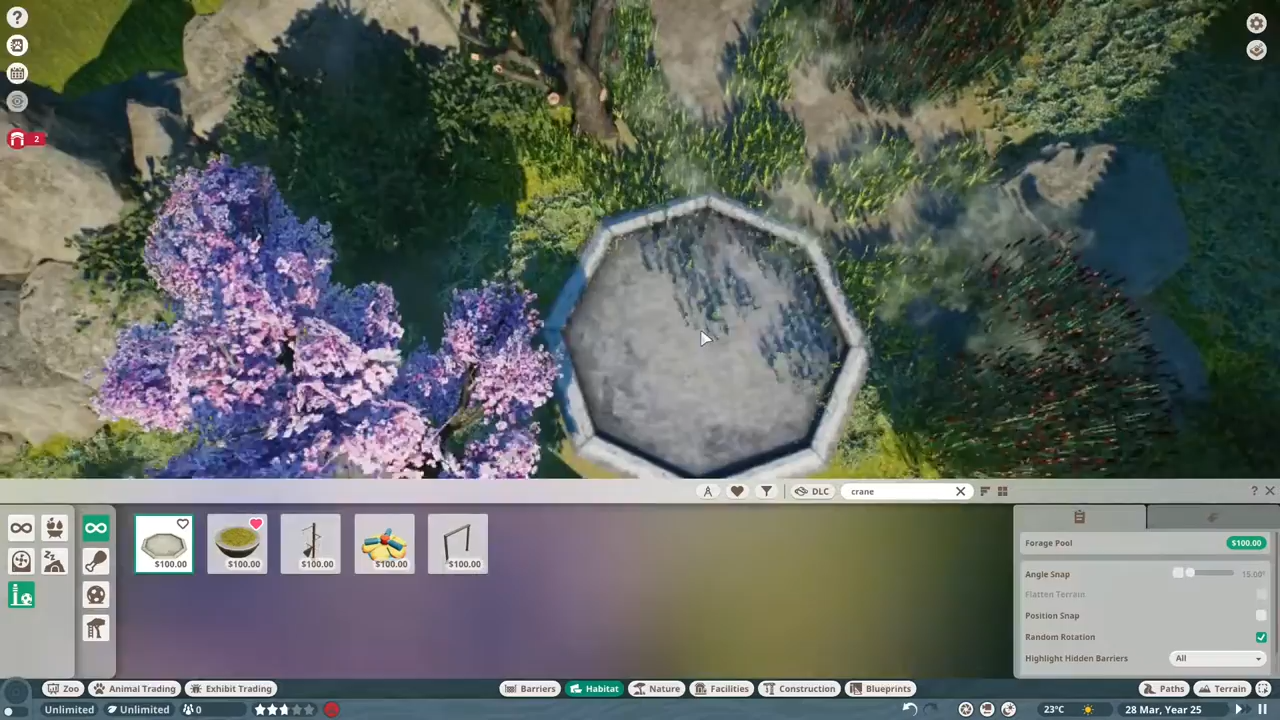 ?
2
DLC
crane
?
$100.00
$100.00
$100.00
$100.00
$100.00
Forage Pool
$100.00
Angle Snap
15.00°
Flatten Terrain
Position Snap
Random Rotation
Highlight Hidden Barriers
All
Zoo
Animal Trading
Exhibit Trading
Barriers
Habitat
Nature
Facilities
Construction
Blueprints
Paths
Terrain
Unlimited
Unlimited
0
23°C
28 Mar, Year 25